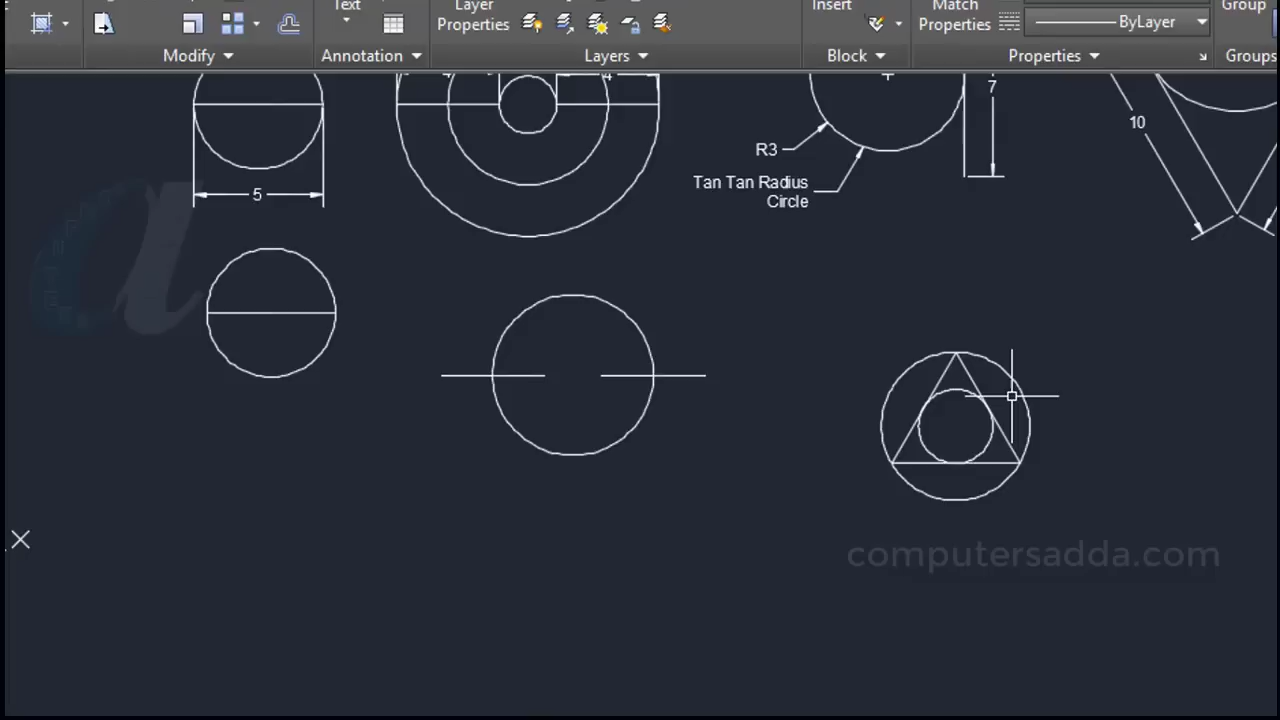 Text
Layer
Properties
Insert
Match
Properties
ByLayer
Group
Modify
Annotation
Layers
Block
Properties
Groups
4
7
10
R3
Tan Tan Radius
Circle
5
computersadda.com